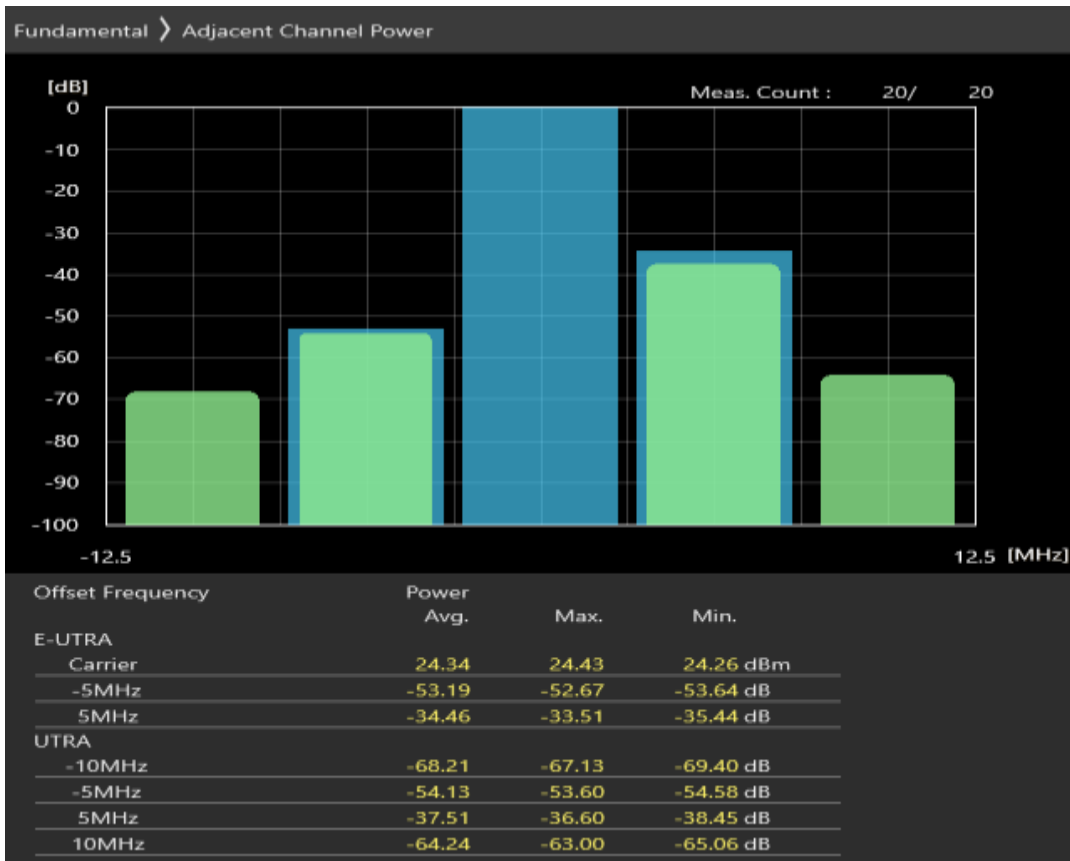 Fundamental ❯ Adjacent Channel Power
[dB]
Meas. Count : 20/ 20
0
-10
-20
-30
-40
-50
-60
-70
-80
-90
-100
-12.5 12.5 [MHz]
Offset Frequency Power
Avg. Max. Min.
E-UTRA
Carrier 24.34 24.43 24.26 dBm
-5MHz -53.19 -52.67 -53.64 dB
5MHz -34.46 -33.51 -35.44 dB
UTRA
-10MHz -68.21 -67.13 -69.40 dB
-5MHz -54.13 -53.60 -54.58 dB
5MHz -37.51 -36.60 -38.45 dB
10MHz -64.24 -63.00 -65.06 dB